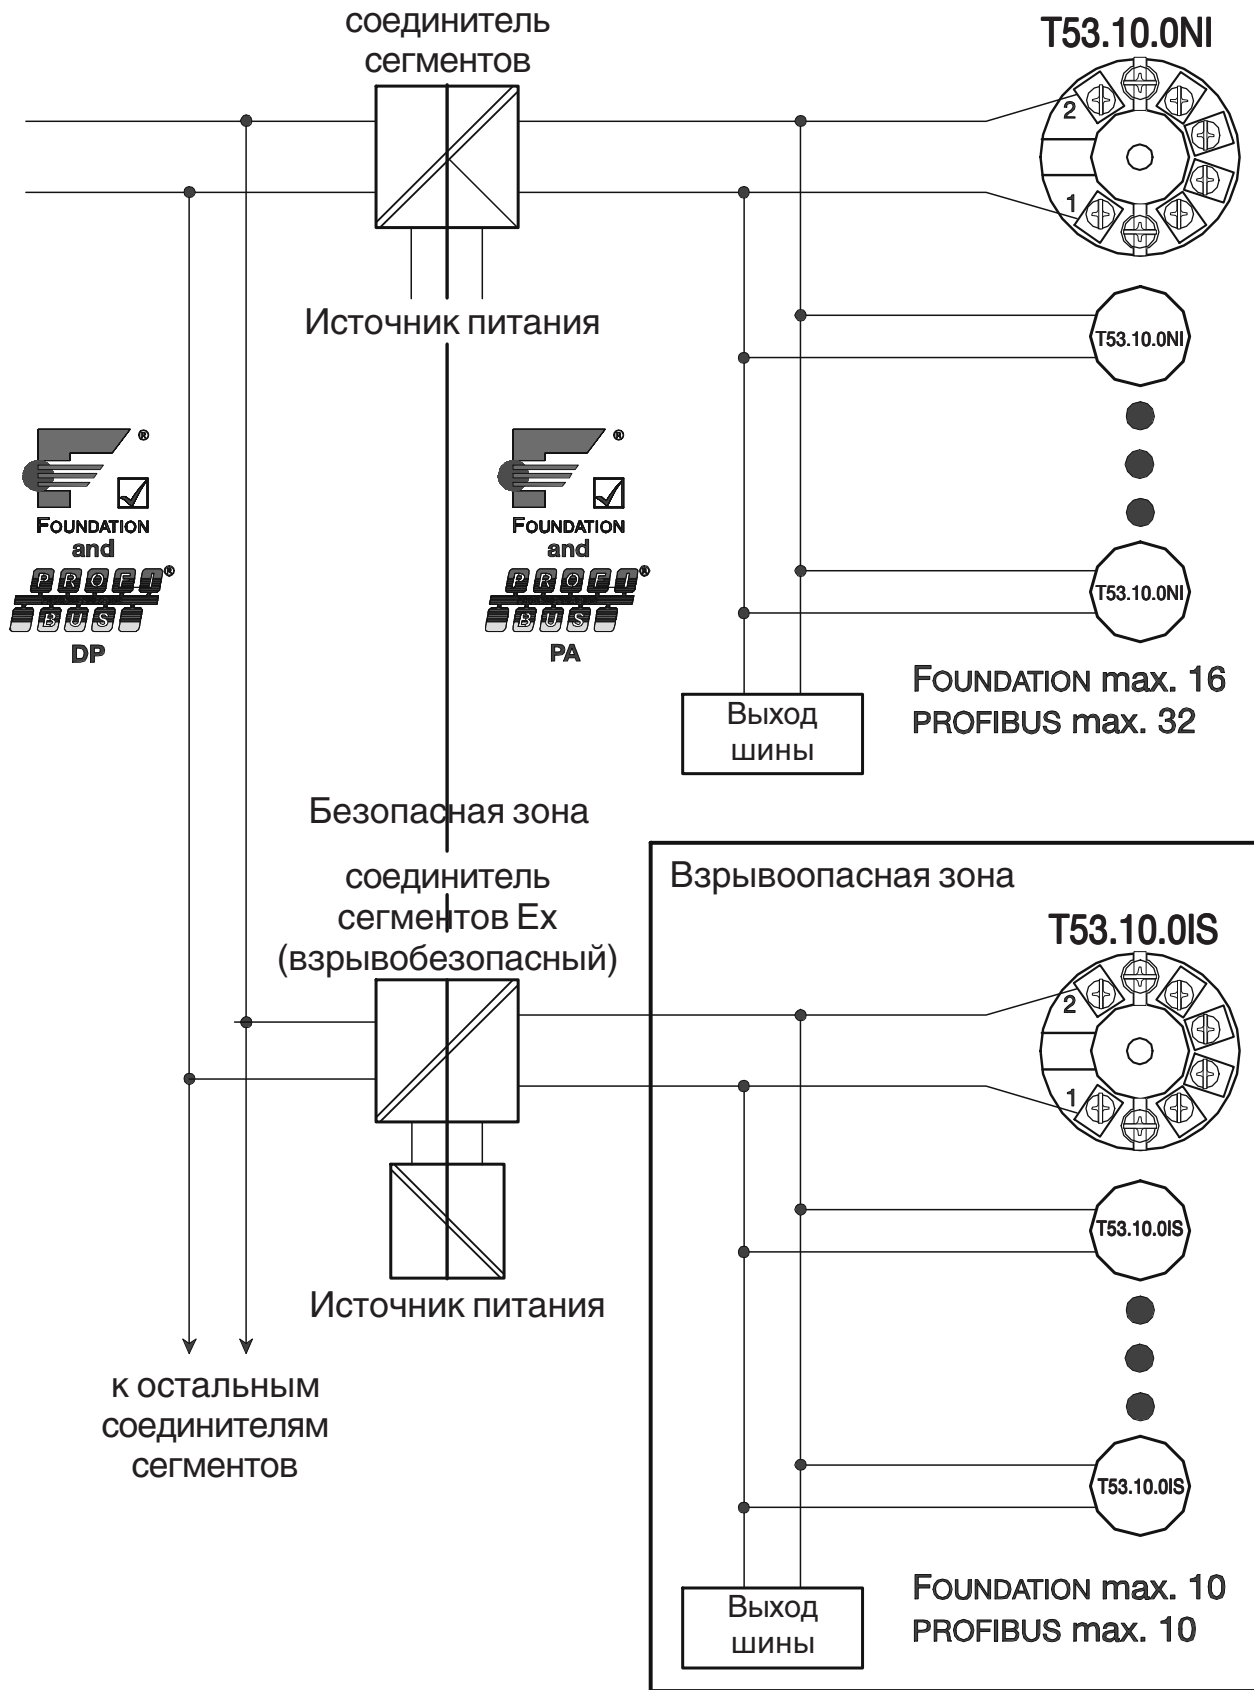 соединитель
сегментов
T53.10.0NI
2
1
Источник питания
T53.10.0NI
FOUNDATION
and
PROFI
BUS
DP
FOUNDATION
and
PROFI
BUS
PA
T53.10.0NI
FOUNDATION max. 16
PROFIBUS max. 32
Выход
шины
Безопасная зона
соединитель
сегментов Ex
(взрывобезопасный)
Взрывоопасная зона
T53.10.0IS
2
1
T53.10.0IS
Источник питания
к остальным
соединителям
сегментов
T53.10.0IS
FOUNDATION max. 10
PROFIBUS max. 10
Выход
шины